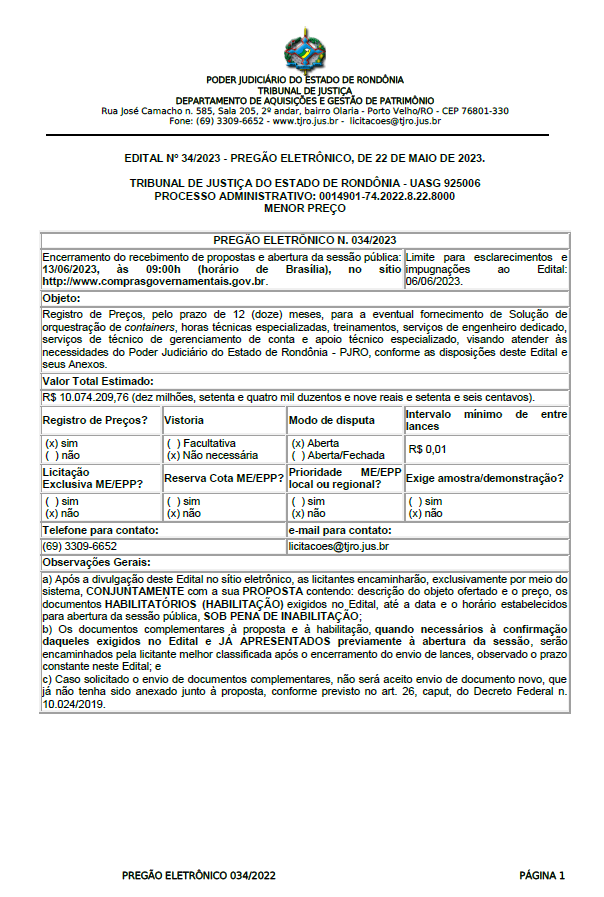 PODER JUDICIÁRIO DO ESTADO DE RONDÔNIA
TRIBUNAL DE JUSTIÇA
DEPARTAMENTO DE AQUISIÇÕES E GESTÃO DE PATRIMÔNIO
Rua José Camacho n. 585, Sala 205, 2º andar, bairro Olaria - Porto Velho/RO - CEP 76801-330
Fone: (69) 3309-6652 - www.tjro.jus.br - licitacoes@tjro.jus.br
EDITAL Nº 34/2023 - PREGÃO ELETRÔNICO, DE 22 DE MAIO DE 2023.
TRIBUNAL DE JUSTIÇA DO ESTADO DE RONDÔNIA - UASG 925006
PROCESSO ADMINISTRATIVO: 0014901-74.2022.8.22.8000
MENOR PREÇO
PREGÃO ELETRÔNICO N. 034/2023
Encerramento do recebimento de propostas e abertura da sessão pública:
13/06/2023, às 09:00h (horário de Brasília), no sítio
http://www.comprasgovernamentais.gov.br.
Limite para esclarecimentos e
impugnações ao Edital:
06/06/2023.
Objeto:
Registro de Preços, pelo prazo de 12 (doze) meses, para a eventual fornecimento de Solução de
orquestração de containers, horas técnicas especializadas, treinamentos, serviços de engenheiro dedicado,
serviços de técnico de gerenciamento de conta e apoio técnico especializado, visando atender às
necessidades do Poder Judiciário do Estado de Rondônia - PJRO, conforme as disposições deste Edital e
seus Anexos.
Valor Total Estimado:
R$ 10.074.209,76 (dez milhões, setenta e quatro mil duzentos e nove reais e setenta e seis centavos).
Registro de Preços?
Vistoria
Modo de disputa
Intervalo mínimo de entre
lances
(x) sim
( ) não
( ) Facultativa
(x) Não necessária
(x) Aberta
( ) Aberta/Fechada
R$ 0,01
Licitação
Exclusiva ME/EPP?
Reserva Cota ME/EPP?
Prioridade ME/EPP
local ou regional?
Exige amostra/demonstração?
( ) sim
(x) não
( ) sim
(x) não
( ) sim
(x) não
( ) sim
(x) não
Telefone para contato:
e-mail para contato:
(69) 3309-6652
licitacoes@tjro.jus.br
Observações Gerais:
a) Após a divulgação deste Edital no sítio eletrônico, as licitantes encaminharão, exclusivamente por meio do
sistema, CONJUNTAMENTE com a sua PROPOSTA contendo: descrição do objeto ofertado e o preço, os
documentos HABILITATÓRIOS (HABILITAÇÃO) exigidos no Edital, até a data e o horário estabelecidos
para abertura da sessão pública, SOB PENA DE INABILITAÇÃO;
b) Os documentos complementares à proposta e à habilitação, quando necessários à confirmação
daqueles exigidos no Edital e JÁ APRESENTADOS previamente à abertura da sessão, serão
encaminhados pela licitante melhor classificada após o encerramento do envio de lances, observado o prazo
constante neste Edital; e
c) Caso solicitado o envio de documentos complementares, não será aceito envio de documento novo, que
já não tenha sido anexado junto à proposta, conforme previsto no art. 26, caput, do Decreto Federal n.
10.024/2019.
PREGÃO ELETRÔNICO 034/2022
PÁGINA 1